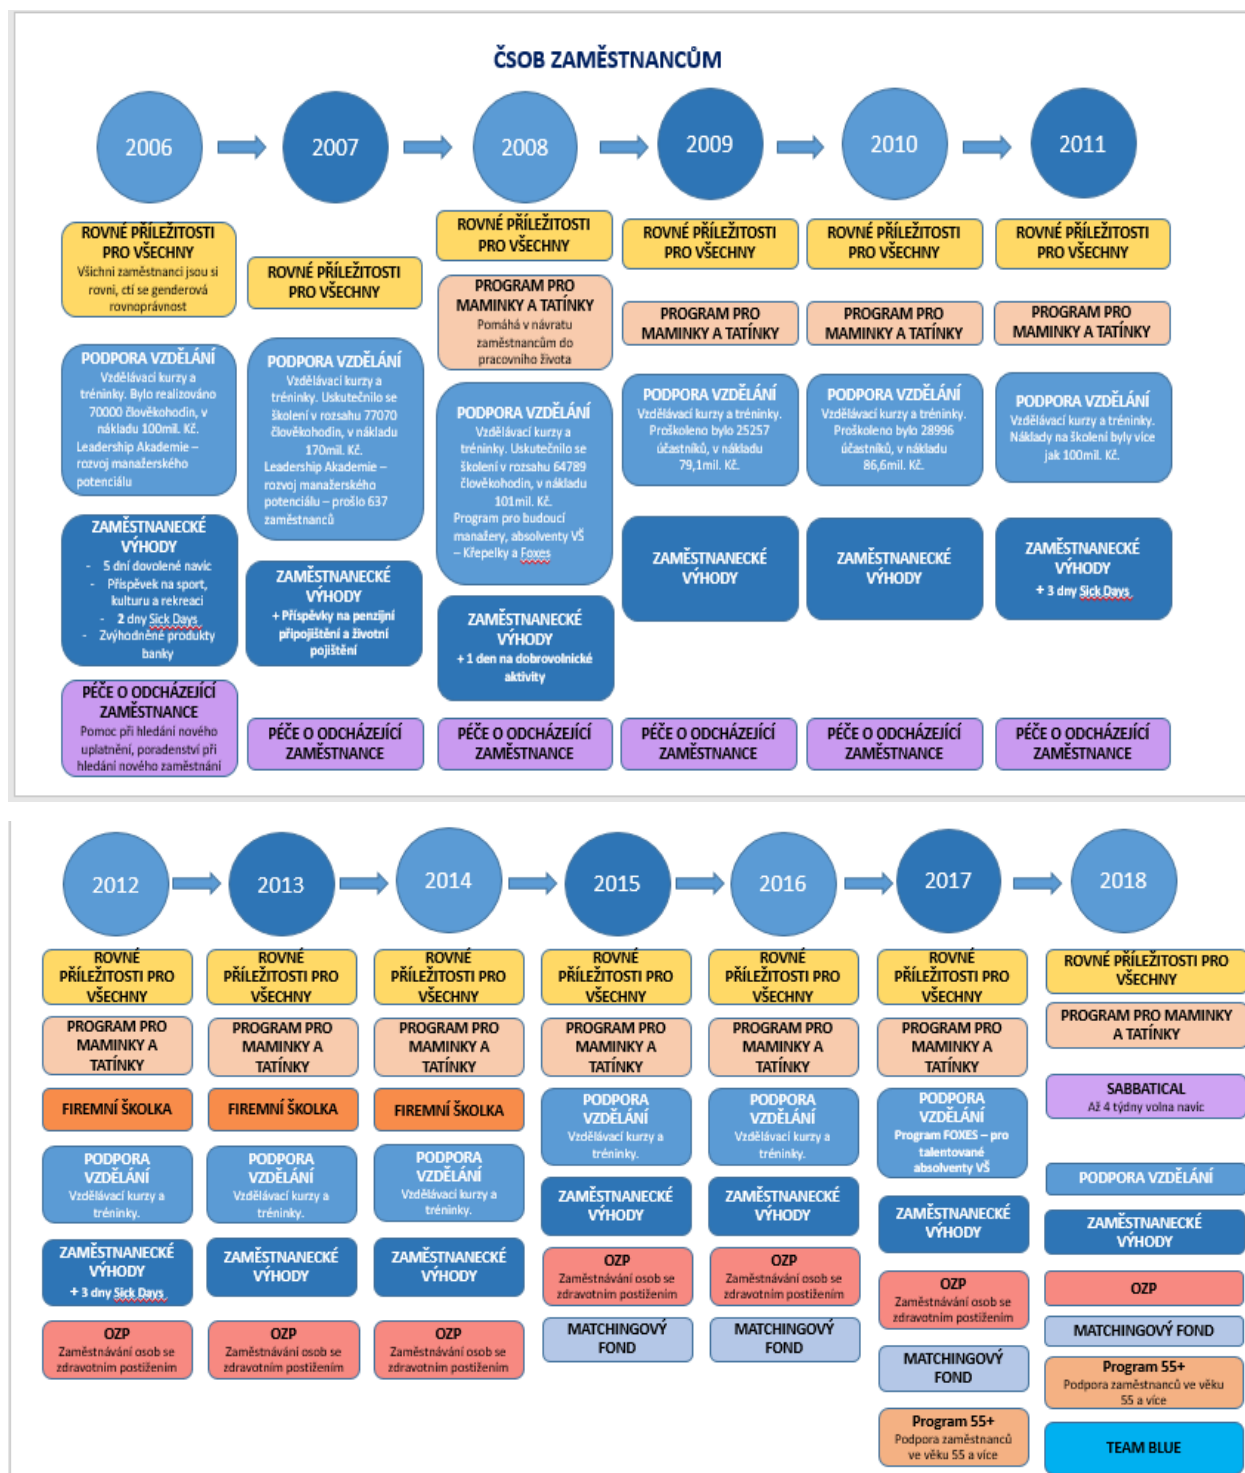 ČSOB ZAMĚSTNANCŮM
2006
2007
2008
2009
2010
2011
ROVNÉ PŘÍLEŽITOSTI
PRO VŠECHNY
Všichni zaměstnanci jsou si
rovni, ctí se genderová
rovnoprávnost
PODPORA VZDĚLÁNÍ
Vzdělávací kurzy a
tréninky. Bylo realizováno
70000 člověkohodin, v
nákladu 100mil. Kč.
Leadership Akademie –
rozvoj manažerského
potenciálu
ZAMĚSTNANECKÉ
VÝHODY
- 5 dní dovolené navíc
- Příspěvek na sport,
kulturu a rekreaci
- 2 dny Sick Days
- Zvýhodněné produkty
banky
PÉČE O ODCHÁZEJÍCÍ
ZAMĚSTNANCE
Pomoc při hledání nového
uplatnění, poradenství při
hledání nového zaměstnání
ROVNÉ PŘÍLEŽITOSTI
PRO VŠECHNY
PODPORA VZDĚLÁNÍ
Vzdělávací kurzy a
tréninky. Uskutečnilo se
školení v rozsahu 77070
člověkohodin, v nákladu
170mil. Kč.
Leadership Akademie –
rozvoj manažerského
potenciálu – prošlo 637
zaměstnanců
ZAMĚSTNANECKÉ
VÝHODY
+ Příspěvky na penzijní
připojištění a životní
pojištění
PÉČE O ODCHÁZEJÍCÍ
ZAMĚSTNANCE
ROVNÉ PŘÍLEŽITOSTI
PRO VŠECHNY
PROGRAM PRO
MAMINKY A TATÍNKY
Pomáhá v návratu
zaměstnancům do
pracovního života
PODPORA VZDĚLÁNÍ
Vzdělávací kurzy a
tréninky. Uskutečnilo se
školení v rozsahu 64789
člověkohodin, v nákladu
101mil. Kč.
Program pro budoucí
manažery, absolventy VŠ
– Křepelky a Foxes
ZAMĚSTNANECKÉ
VÝHODY
+ 1 den na dobrovolnické
aktivity
PÉČE O ODCHÁZEJÍCÍ
ZAMĚSTNANCE
ROVNÉ PŘÍLEŽITOSTI
PRO VŠECHNY
PROGRAM PRO
MAMINKY A TATÍNKY
PODPORA VZDĚLÁNÍ
Vzdělávací kurzy a tréninky.
Proškoleno bylo 25257
účastníků, v nákladu
79,1mil. Kč.
ZAMĚSTNANECKÉ
VÝHODY
PÉČE O ODCHÁZEJÍCÍ
ZAMĚSTNANCE
ROVNÉ PŘÍLEŽITOSTI
PRO VŠECHNY
PROGRAM PRO
MAMINKY A TATÍNKY
PODPORA VZDĚLÁNÍ
Vzdělávací kurzy a tréninky.
Proškoleno bylo 28996
účastníků, v nákladu
86,6mil. Kč.
ZAMĚSTNANECKÉ
VÝHODY
PÉČE O ODCHÁZEJÍCÍ
ZAMĚSTNANCE
ROVNÉ PŘÍLEŽITOSTI
PRO VŠECHNY
PROGRAM PRO
MAMINKY A TATÍNKY
PODPORA VZDĚLÁNÍ
Vzdělávací kurzy a tréninky.
Náklady na školení byly více
jak 100mil. Kč.
ZAMĚSTNANECKÉ
VÝHODY
+ 3 dny Sick Days
PÉČE O ODCHÁZEJÍCÍ
ZAMĚSTNANCE
2012
2013
2014
2015
2016
2017
2018
ROVNÉ
PŘÍLEŽITOSTI PRO
VŠECHNY
PROGRAM PRO
MAMINKY A
TATÍNKY
FIREMNÍ ŠKOLKA
PODPORA
VZDĚLÁNÍ
Vzdělávací kurzy a
tréninky.
ZAMĚSTNANECKÉ
VÝHODY
+ 3 dny Sick Days
OZP
Zaměstnávání osob se
zdravotním postižením
ROVNÉ
PŘÍLEŽITOSTI PRO
VŠECHNY
PROGRAM PRO
MAMINKY A
TATÍNKY
FIREMNÍ ŠKOLKA
PODPORA
VZDĚLÁNÍ
Vzdělávací kurzy a
tréninky.
ZAMĚSTNANECKÉ
VÝHODY
OZP
Zaměstnávání osob se
zdravotním postižením
ROVNÉ
PŘÍLEŽITOSTI PRO
VŠECHNY
PROGRAM PRO
MAMINKY A
TATÍNKY
FIREMNÍ ŠKOLKA
PODPORA
VZDĚLÁNÍ
Vzdělávací kurzy a
tréninky.
ZAMĚSTNANECKÉ
VÝHODY
OZP
Zaměstnávání osob se
zdravotním postižením
ROVNÉ
PŘÍLEŽITOSTI PRO
VŠECHNY
PROGRAM PRO
MAMINKY A
TATÍNKY
PODPORA
VZDĚLÁNÍ
Vzdělávací kurzy a
tréninky.
ZAMĚSTNANECKÉ
VÝHODY
OZP
Zaměstnávání osob se
zdravotním postižením
MATCHINGOVÝ
FOND
ROVNÉ
PŘÍLEŽITOSTI PRO
VŠECHNY
PROGRAM PRO
MAMINKY A
TATÍNKY
PODPORA
VZDĚLÁNÍ
Vzdělávací kurzy a
tréninky.
ZAMĚSTNANECKÉ
VÝHODY
OZP
Zaměstnávání osob se
zdravotním postižením
MATCHINGOVÝ
FOND
ROVNÉ
PŘÍLEŽITOSTI PRO
VŠECHNY
PROGRAM PRO
MAMINKY A
TATÍNKY
PODPORA
VZDĚLÁNÍ
Program FOXES – pro
talentované
absolventy VŠ
ZAMĚSTNANECKÉ
VÝHODY
OZP
Zaměstnávání osob se
zdravotním postižením
MATCHINGOVÝ
FOND
Program 55+
Podpora zaměstnanců
ve věku 55 a více
ROVNÉ PŘÍLEŽITOSTI PRO
VŠECHNY
PROGRAM PRO MAMINKY
A TATÍNKY
SABBATICAL
Až 4 týdny volna navíc
PODPORA VZDĚLÁNÍ
ZAMĚSTNANECKÉ
VÝHODY
OZP
MATCHINGOVÝ FOND
Program 55+
Podpora zaměstnanců ve věku
55 a více
TEAM BLUE